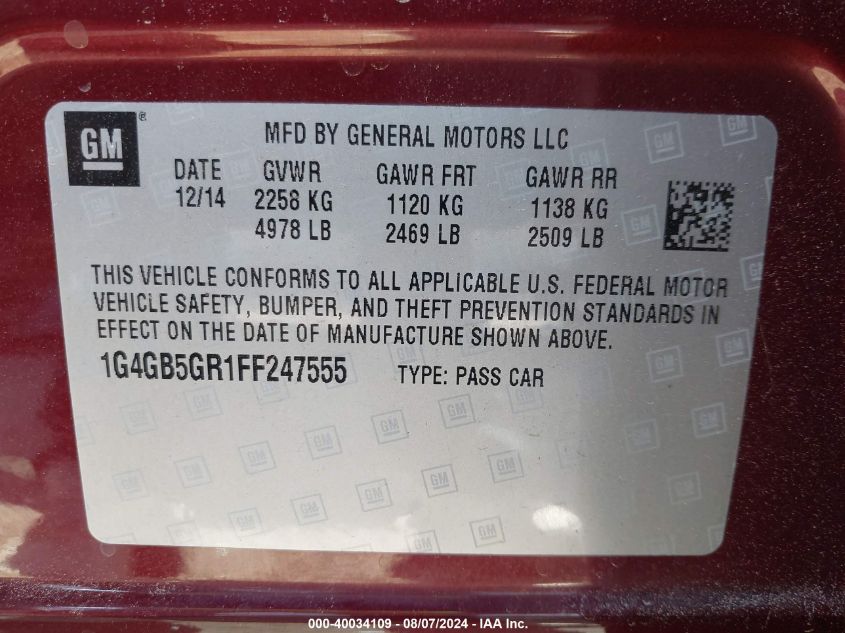 GM ®
MFD BY GENERAL MOTORS LLC
DATE GVWR GAWR FRT GAWR RR
12/14 2258 KG 1120 KG 1138 KG
4978 LB 2469 LB 2509 LB
THIS VEHICLE CONFORMS TO ALL APPLICABLE U.S. FEDERAL MOTOR
VEHICLE SAFETY, BUMPER, AND THEFT PREVENTION STANDARDS IN
EFFECT ON THE DATE OF MANUFACTURE SHOWN ABOVE.
1G4GB5GR1FF247555 TYPE: PASS CAR
000-40034109 - 08/07/2024 - IAA Inc.